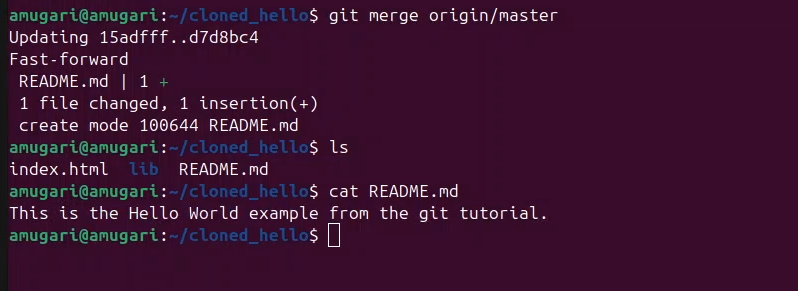 amugari@amugari:~/cloned_hello$ git merge origin/master
Updating 15adfff..d7d8bc4
Fast-forward
 README.md | 1 +
 1 file changed, 1 insertion(+)
 create mode 100644 README.md
amugari@amugari:~/cloned_hello$ ls
index.html  lib  README.md
amugari@amugari:~/cloned_hello$ cat README.md
This is the Hello World example from the git tutorial.
amugari@amugari:~/cloned_hello$